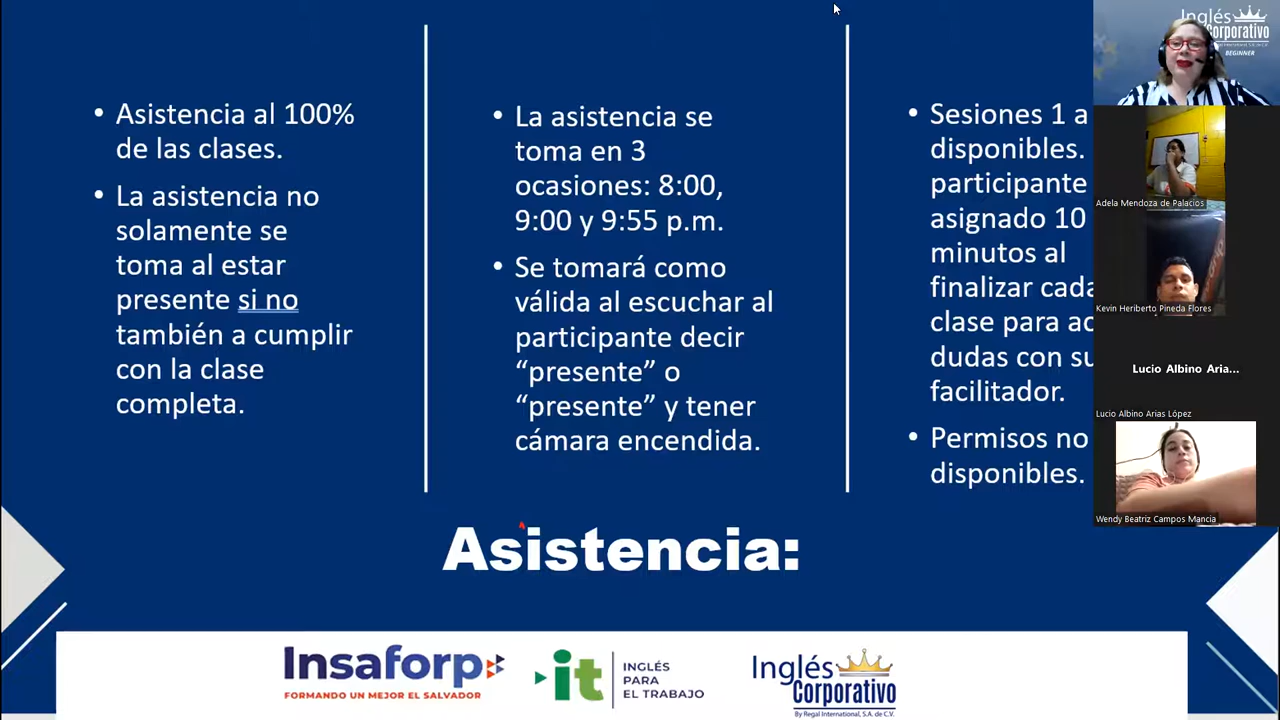 • Asistencia al 100%
de las clases.
• La asistencia no
solamente se
toma al estar
presente si no
también a cumplir
con la clase
completa.
• La asistencia se
toma en 3
ocasiones: 8:00,
9:00 y 9:55 p.m.
• Se tomará como
válida al escuchar al
participante decir
“presente” o
“presente” y tener
cámara encendida.
• Sesiones 1 a
disponibles.
participante
asignado 10
minutos al
finalizar cada
clase para ac
dudas con su
facilitador.
• Permisos no
disponibles.
Asistencia:
Insaforp
FORMANDO UN MEJOR EL SALVADOR
it
INGLÉS
PARA
EL TRABAJO
Inglés
Corporativo
By Regal International, S.A. de C.V.
Inglés
Corporativo
BEGINNER
Adela Mendoza de Palacios
Kevin Heriberto Pineda Flores
Lucio Albino Aria...
Lucio Albino Arias López
Wendy Beatriz Campos Mancia